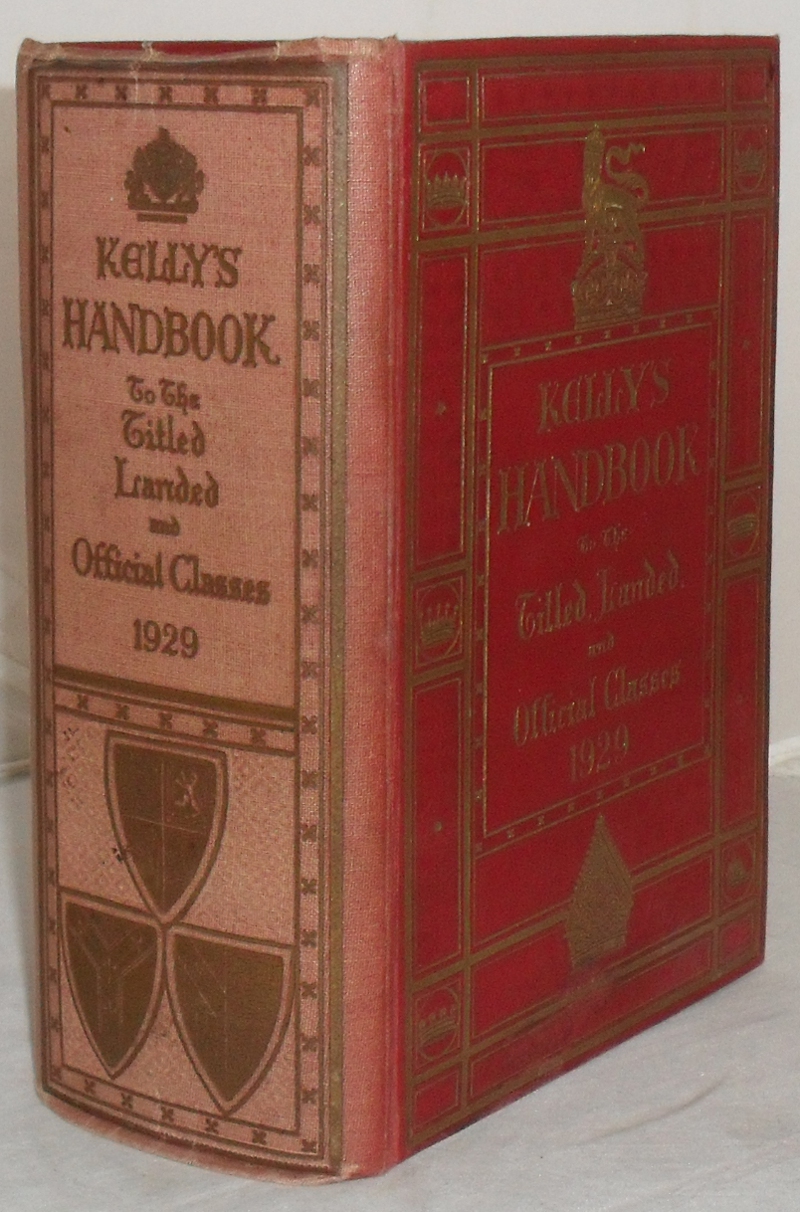 KELLY'S
HANDBOOK
To The
Titled
Landed
and
Official Classes
1929
KELLY'S
HANDBOOK
To The
Titled, Landed,
and
Official Classes
1929